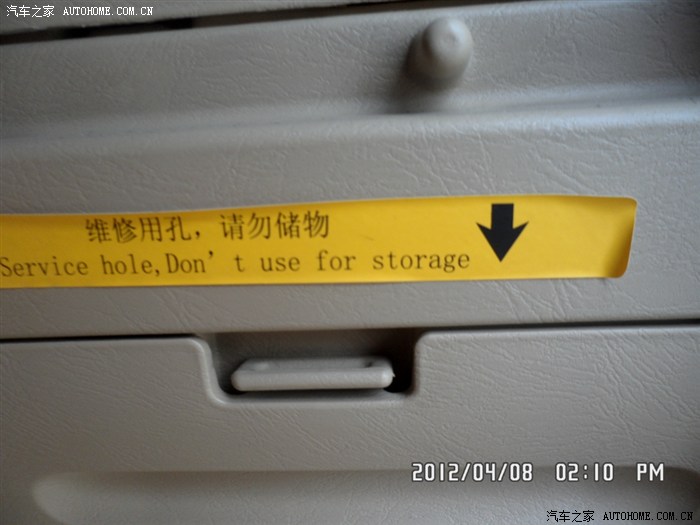 汽车之家 AUTOHOME.COM.CN
维修用孔，请勿储物
Service hole,Don't use for storage
2012/04/08 02:10 PM
汽车之家 AUTOHOME.COM.CN